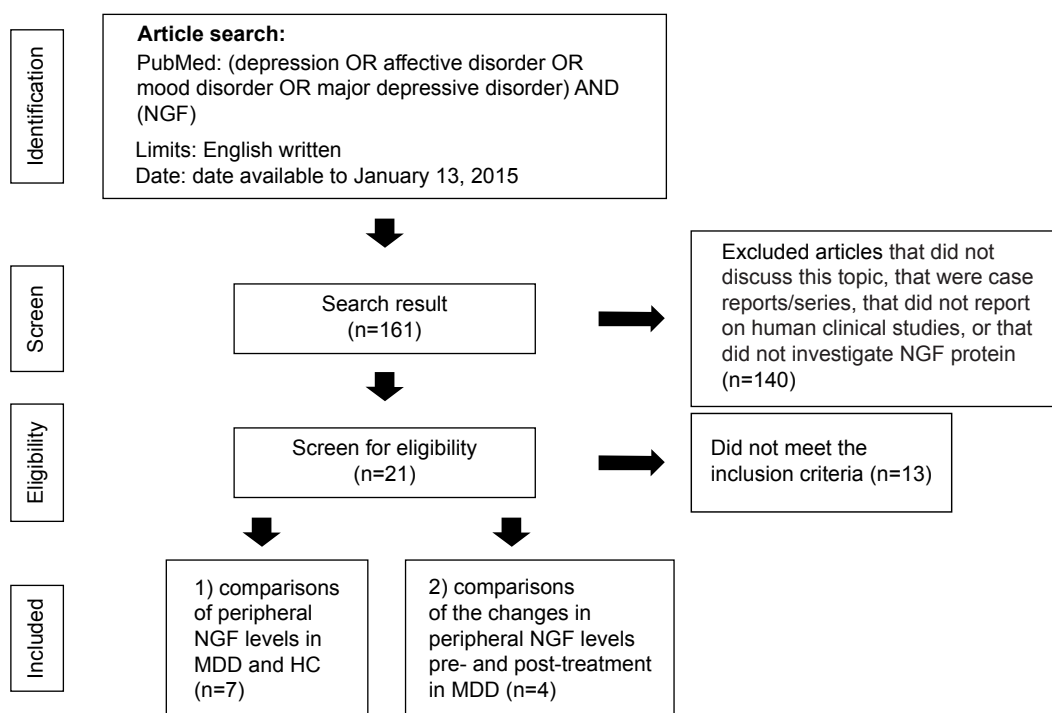 Identification
Article search:
PubMed: (depression OR affective disorder OR
mood disorder OR major depressive disorder) AND
(NGF)
Limits: English written
Date: date available to January 13, 2015
Screen
Search result
(n=161)
Excluded articles that did not
discuss this topic, that were case
reports/series, that did not report
on human clinical studies, or that
did not investigate NGF protein
(n=140)
Eligibility
Screen for eligibility
(n=21)
Did not meet the
inclusion criteria (n=13)
Included
1) comparisons
of peripheral
NGF levels in
MDD and HC
(n=7)
2) comparisons
of the changes in
peripheral NGF levels
pre- and post-treatment
in MDD (n=4)